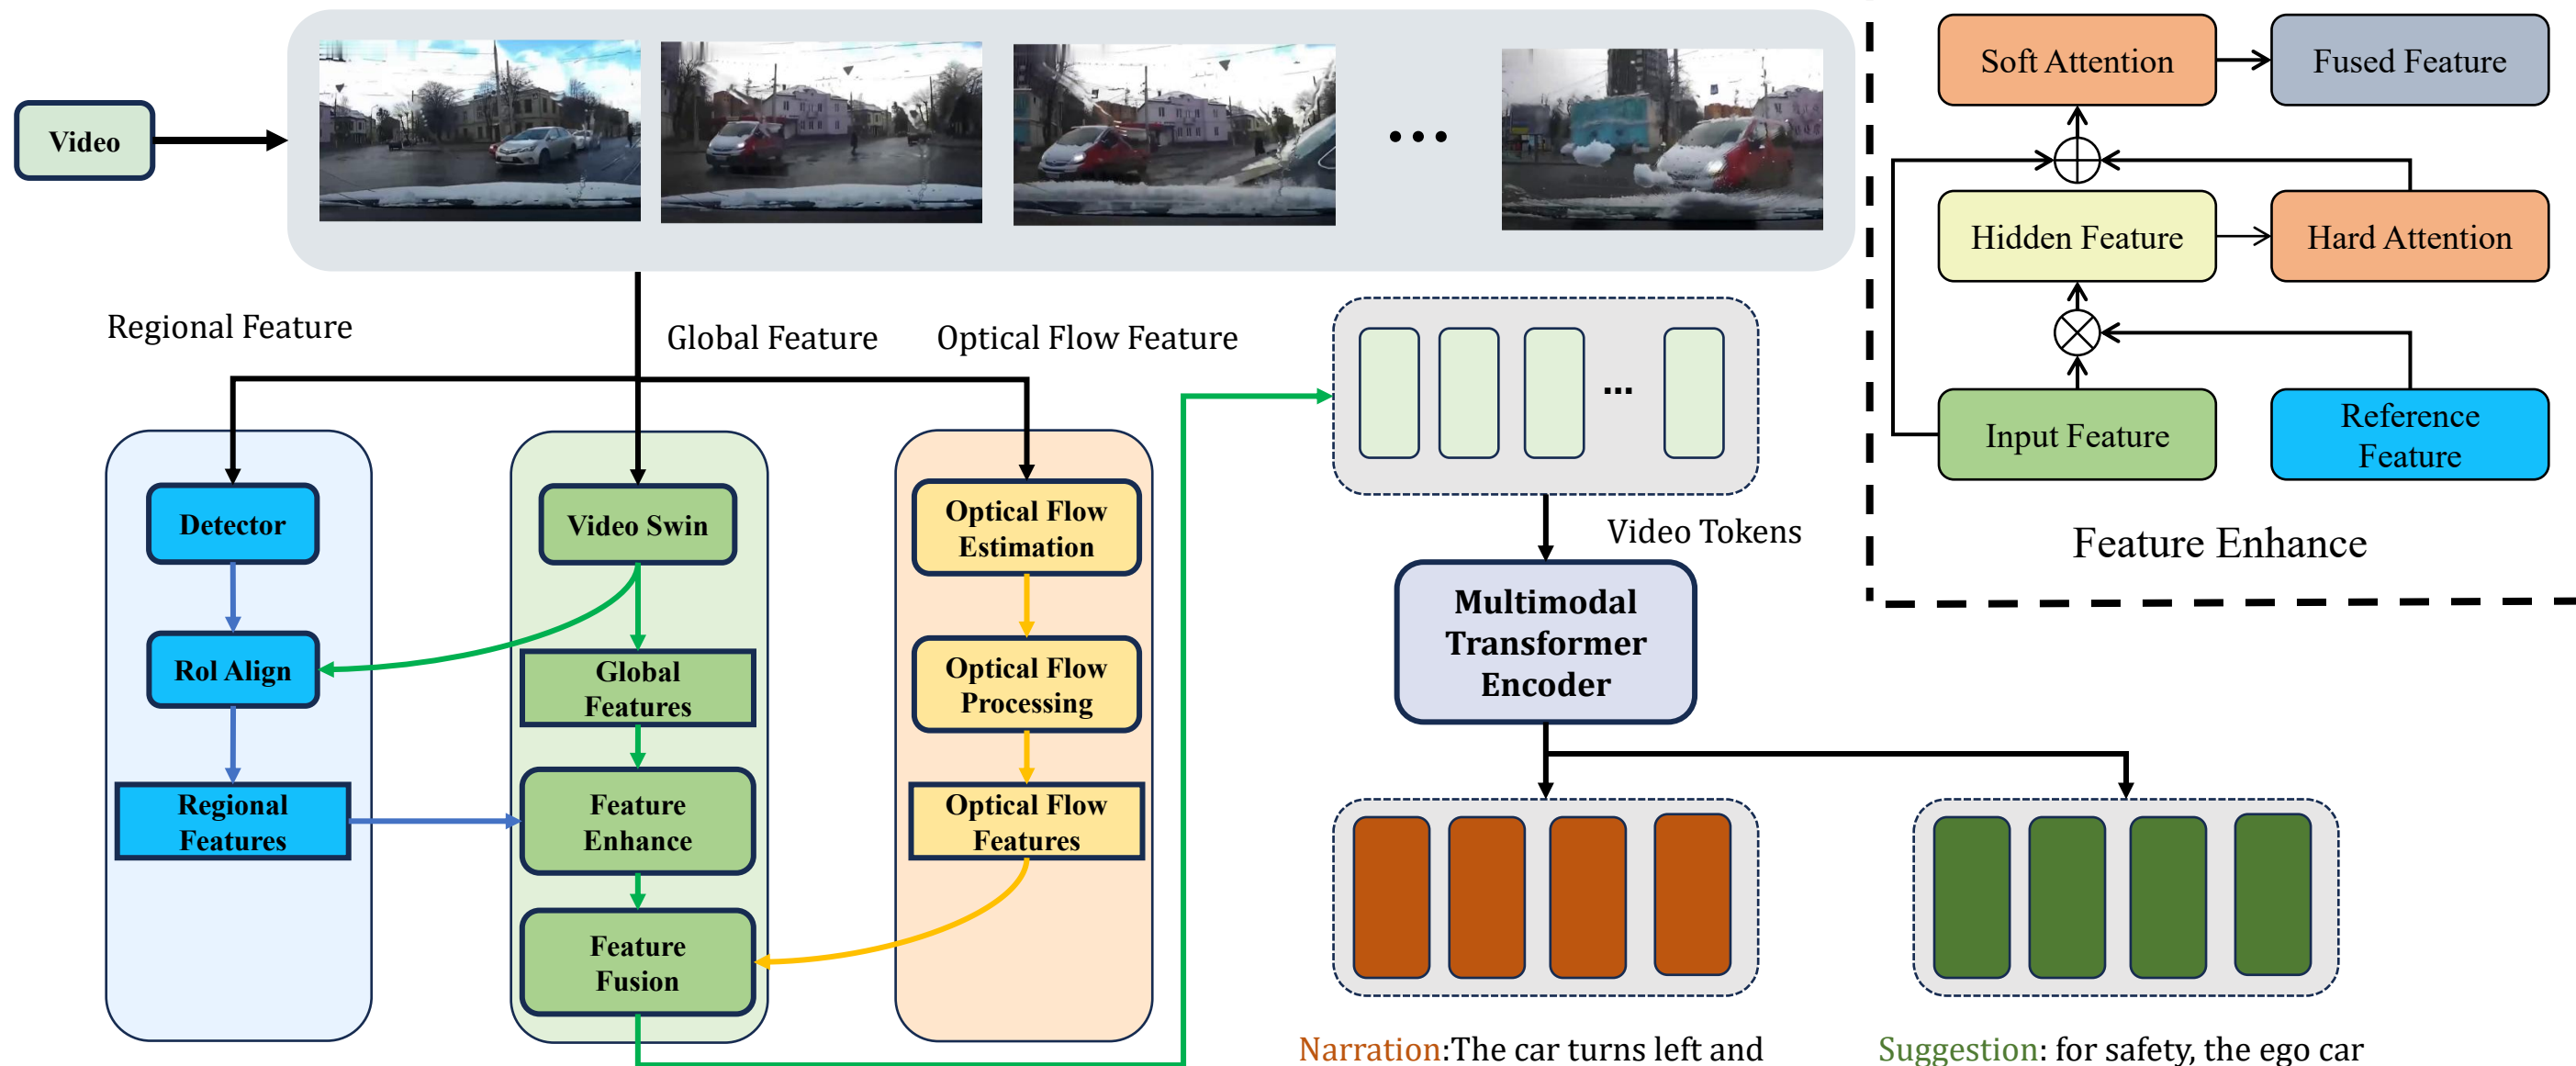 Video
...
Soft Attention
Fused Feature
Hidden Feature
Hard Attention
Input Feature
Reference
Feature
Feature Enhance
Regional Feature
Global Feature
Optical Flow Feature
Detector
RoI Align
Regional
Features
Video Swin
Global
Features
Feature
Enhance
Feature
Fusion
Optical Flow
Estimation
Optical Flow
Processing
Optical Flow
Features
...
Video Tokens
Multimodal
Transformer
Encoder
Narration:The car turns left and
Suggestion: for safety, the ego car